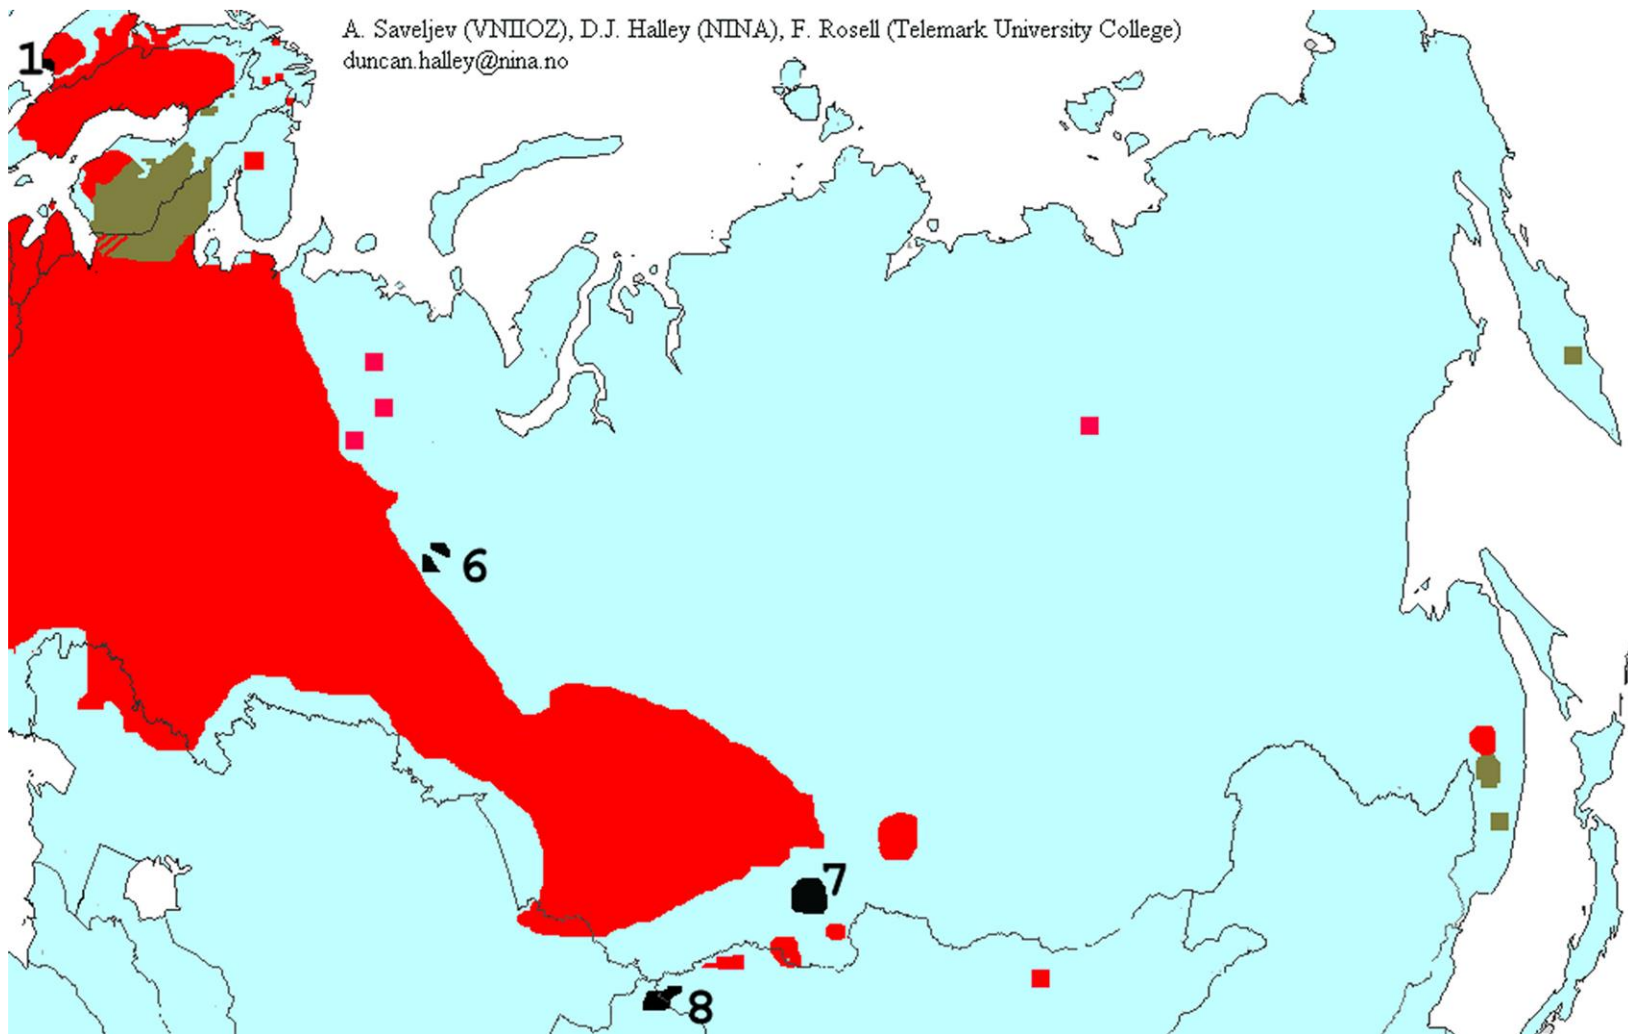 A. Saveljev (VNIIOZ), D.J. Halley (NINA), F. Rosell (Telemark University College)
duncan.halley@nina.no
1
6
7
8